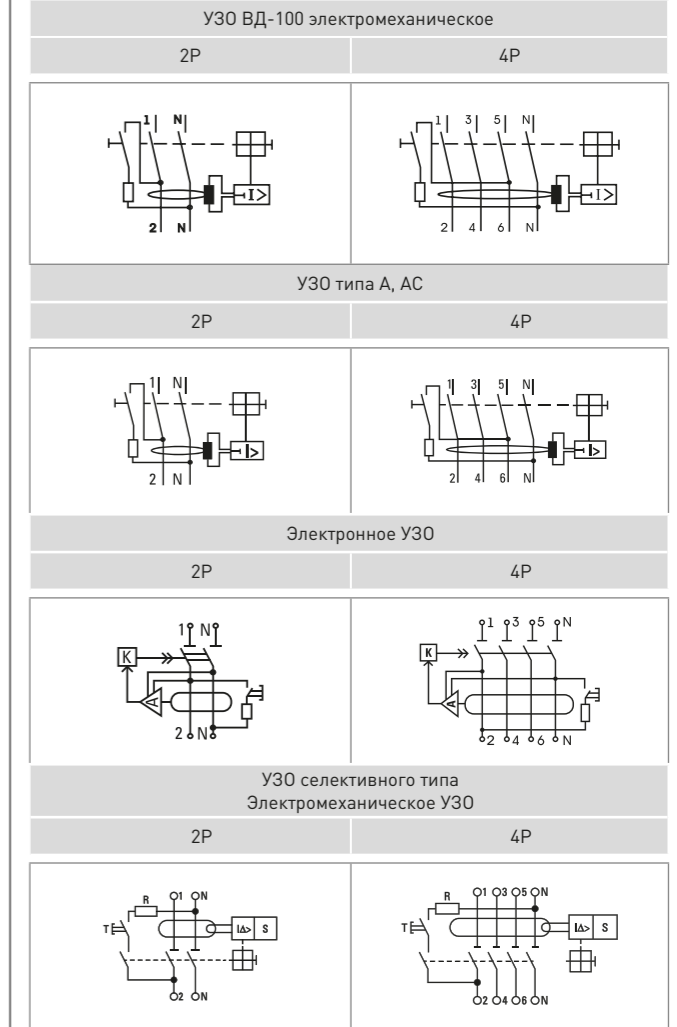 УЗО ВД-100 электромеханическое
2P 4P
1 N 1 3 5 N
I> I>
2 N 2 4 6 N
УЗО типа А, АС
2P 4P
1 N 1 3 5 N
I> I>
2 N 2 4 6 N
Электронное УЗО
2P 4P
1 N 1 3 5 N
K K
A A
2 N 2 4 6 N
УЗО селективного типа
Электромеханическое УЗО
2P 4P
R 1 N R 1 3 5 N
T I∆> S T I∆> S
2 N 2 4 6 N